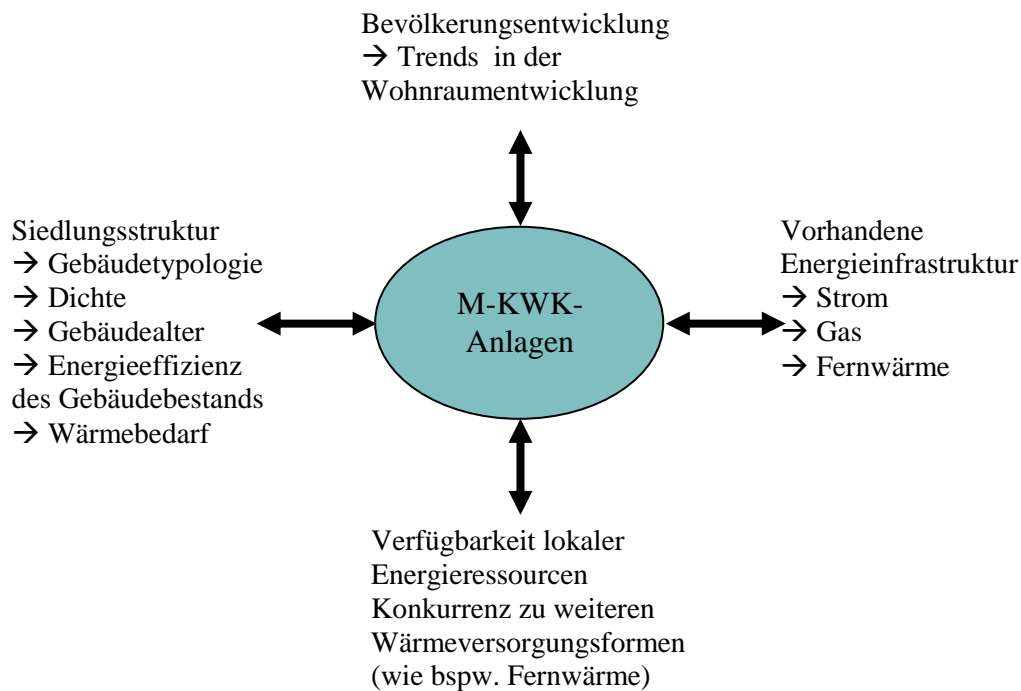 Bevölkerungsentwicklung
→ Trends in der
Wohnraumentwicklung
Siedlungsstruktur
→ Gebäudetypologie
→ Dichte
→ Gebäudealter
→ Energieeffizienz
des Gebäudebestands
→ Wärmebedarf
M-KWK-
Anlagen
Vorhandene
Energieinfrastruktur
→ Strom
→ Gas
→ Fernwärme
Verfügbarkeit lokaler
Energieressourcen
Konkurrenz zu weiteren
Wärmeversorgungsformen
(wie bspw. Fernwärme)